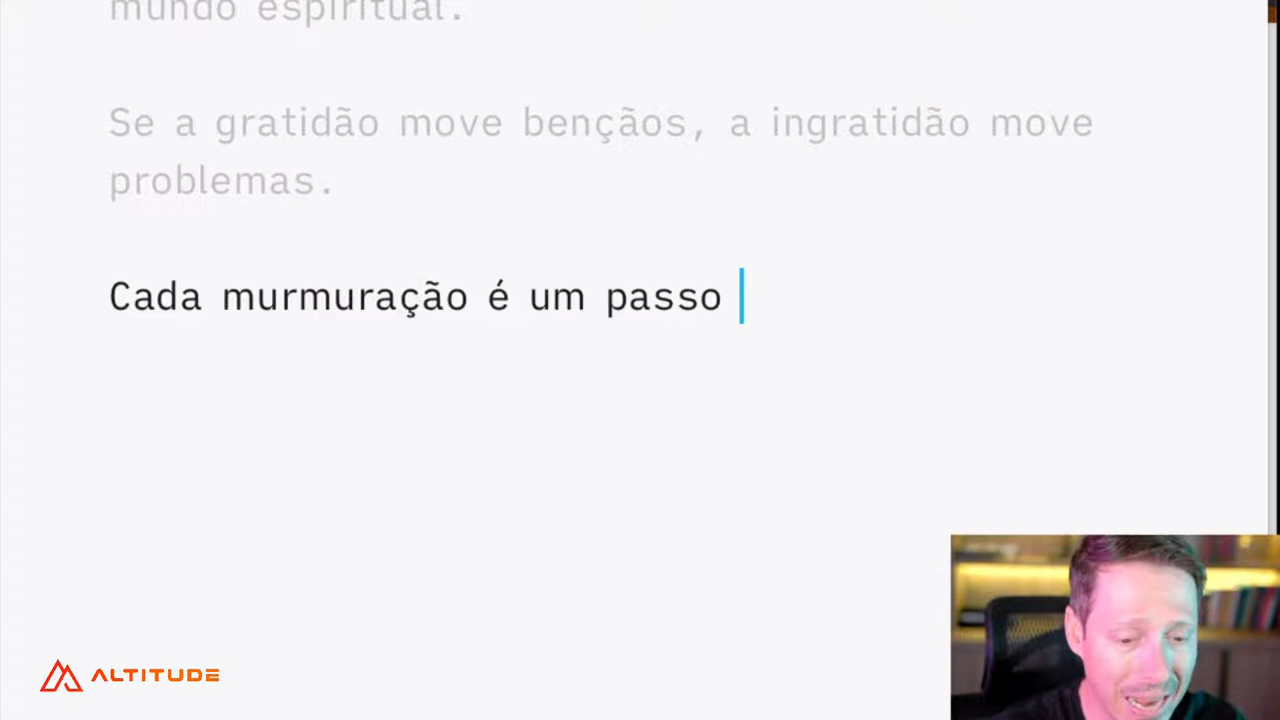 mundo espiritual.
Se a gratidão move bençãos, a ingratidão move
problemas.
Cada murmuração é um passo
ALTITUDE